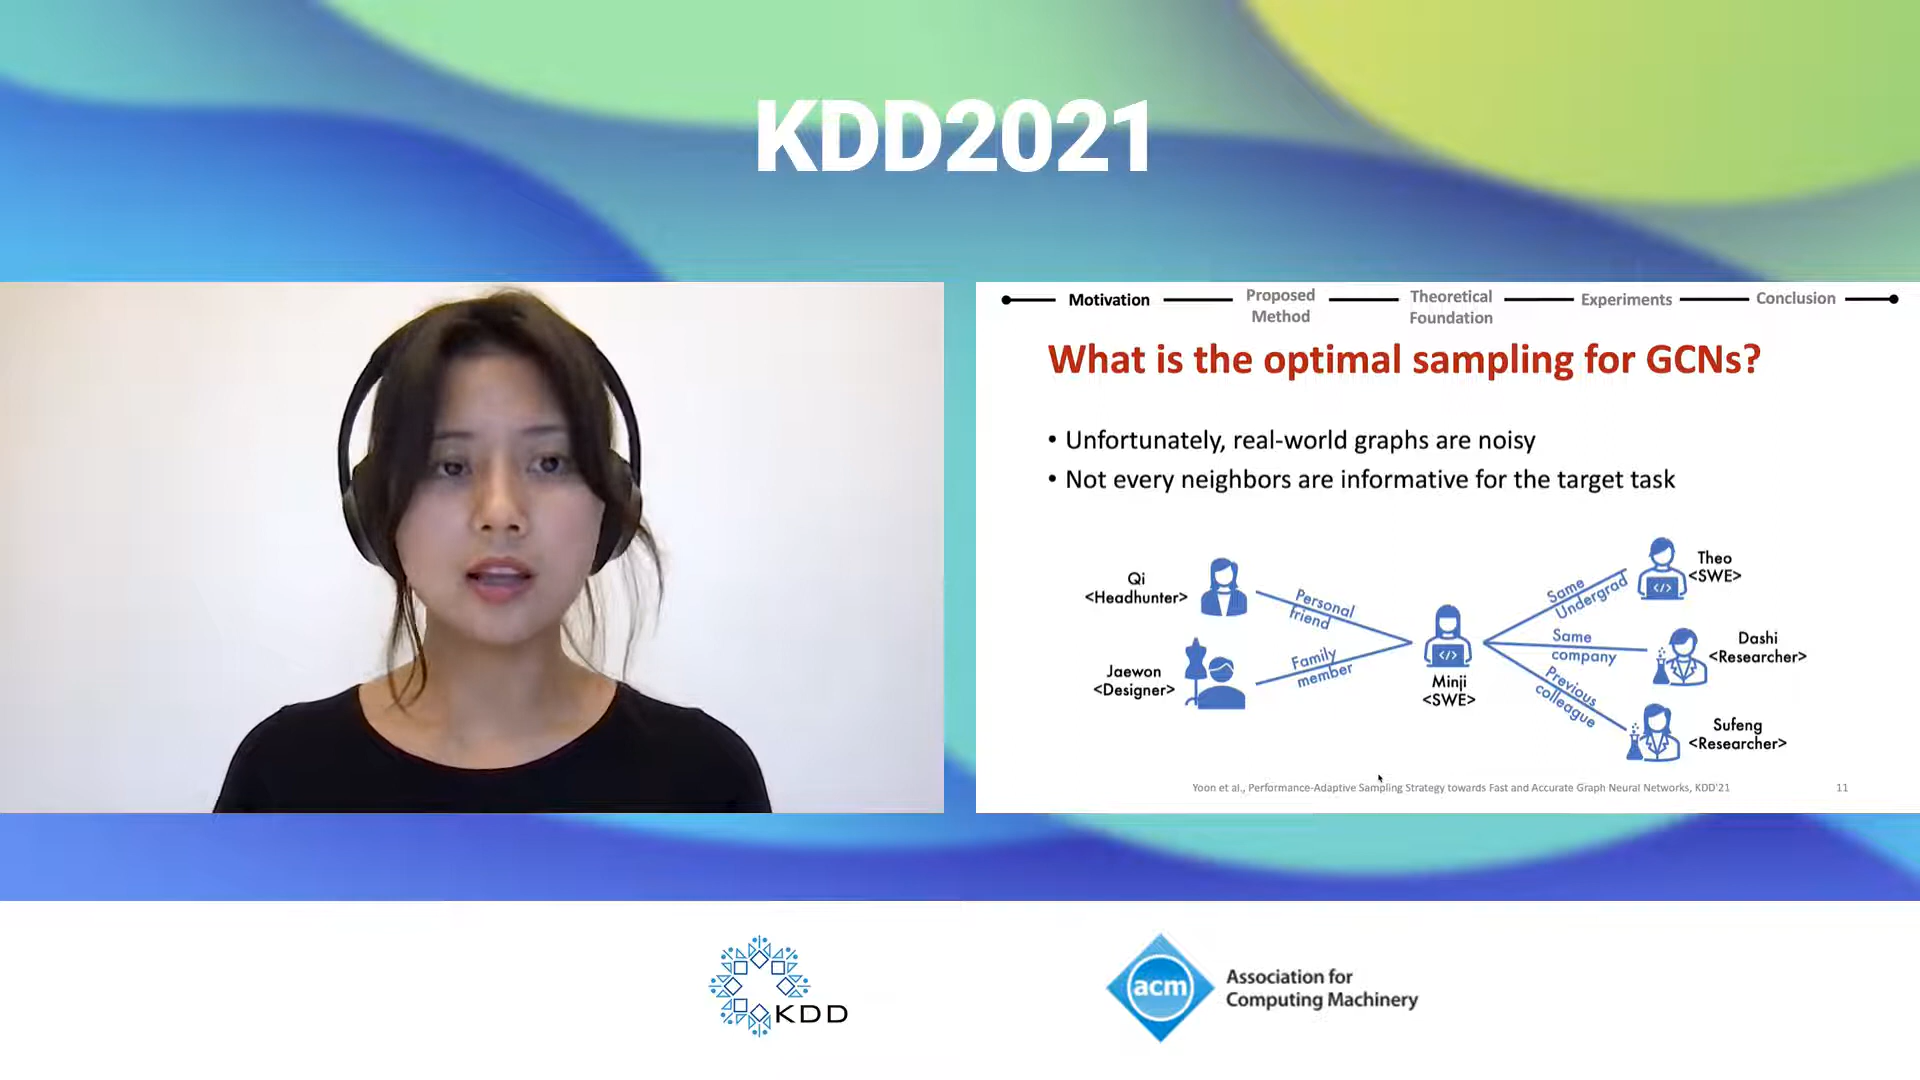 KDD2021
Motivation
Proposed
Method
Theoretical
Foundation
Experiments
Conclusion
What is the optimal sampling for GCNs?
• Unfortunately, real-world graphs are noisy
• Not every neighbors are informative for the target task
Qi
<Headhunter>
Personal
friend
Jaewon
<Designer>
Family
member
</>
Minji
<SWE>
Same
Undergrad
</>
Theo
<SWE>
Same
company
Dashi
<Researcher>
Previous
colleague
Sufeng
<Researcher>
Yoon et al., Performance-Adaptive Sampling Strategy towards Fast and Accurate Graph Neural Networks, KDD'21
11
KDD
acm
Association for
Computing Machinery